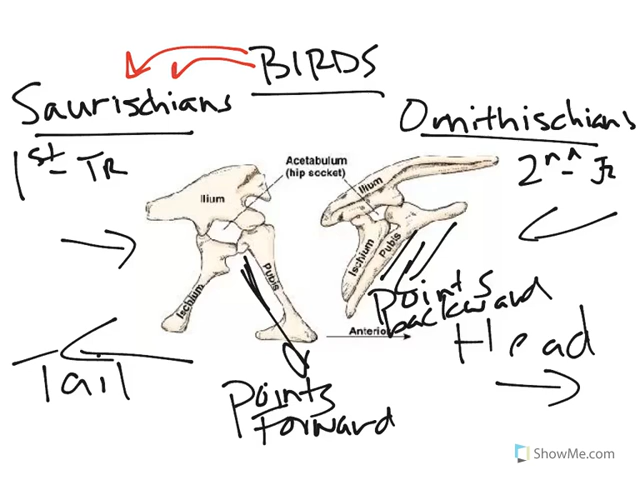 BIRDS
Saurischians
Ornithischians
1st - TR
2nd - Jr
Acetabulum
(hip socket)
Ilium
Ilium
Ischium
Pubis
Ischium
Pubis
Points
backward
Anterior
Head
Tail
Points
Forward
ShowMe.com